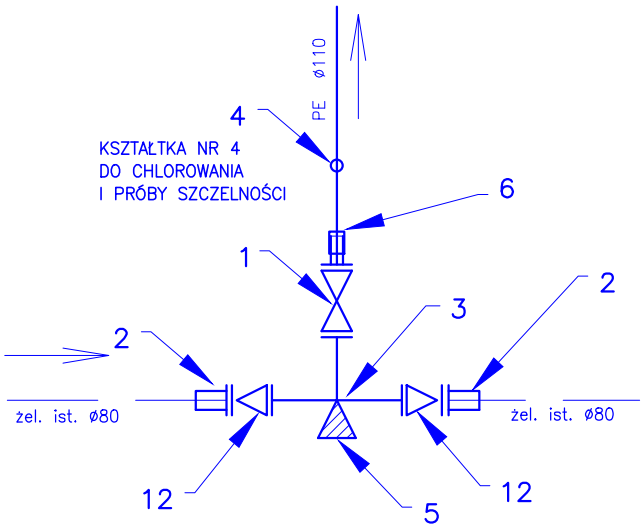 PE ø110
4
KSZTAŁTKA NR 4
DO CHLOROWANIA
I PRÓBY SZCZELNOŚCI
6
1
2
3
2
żel. ist. Ø80
żel. ist. Ø80
12
12
5